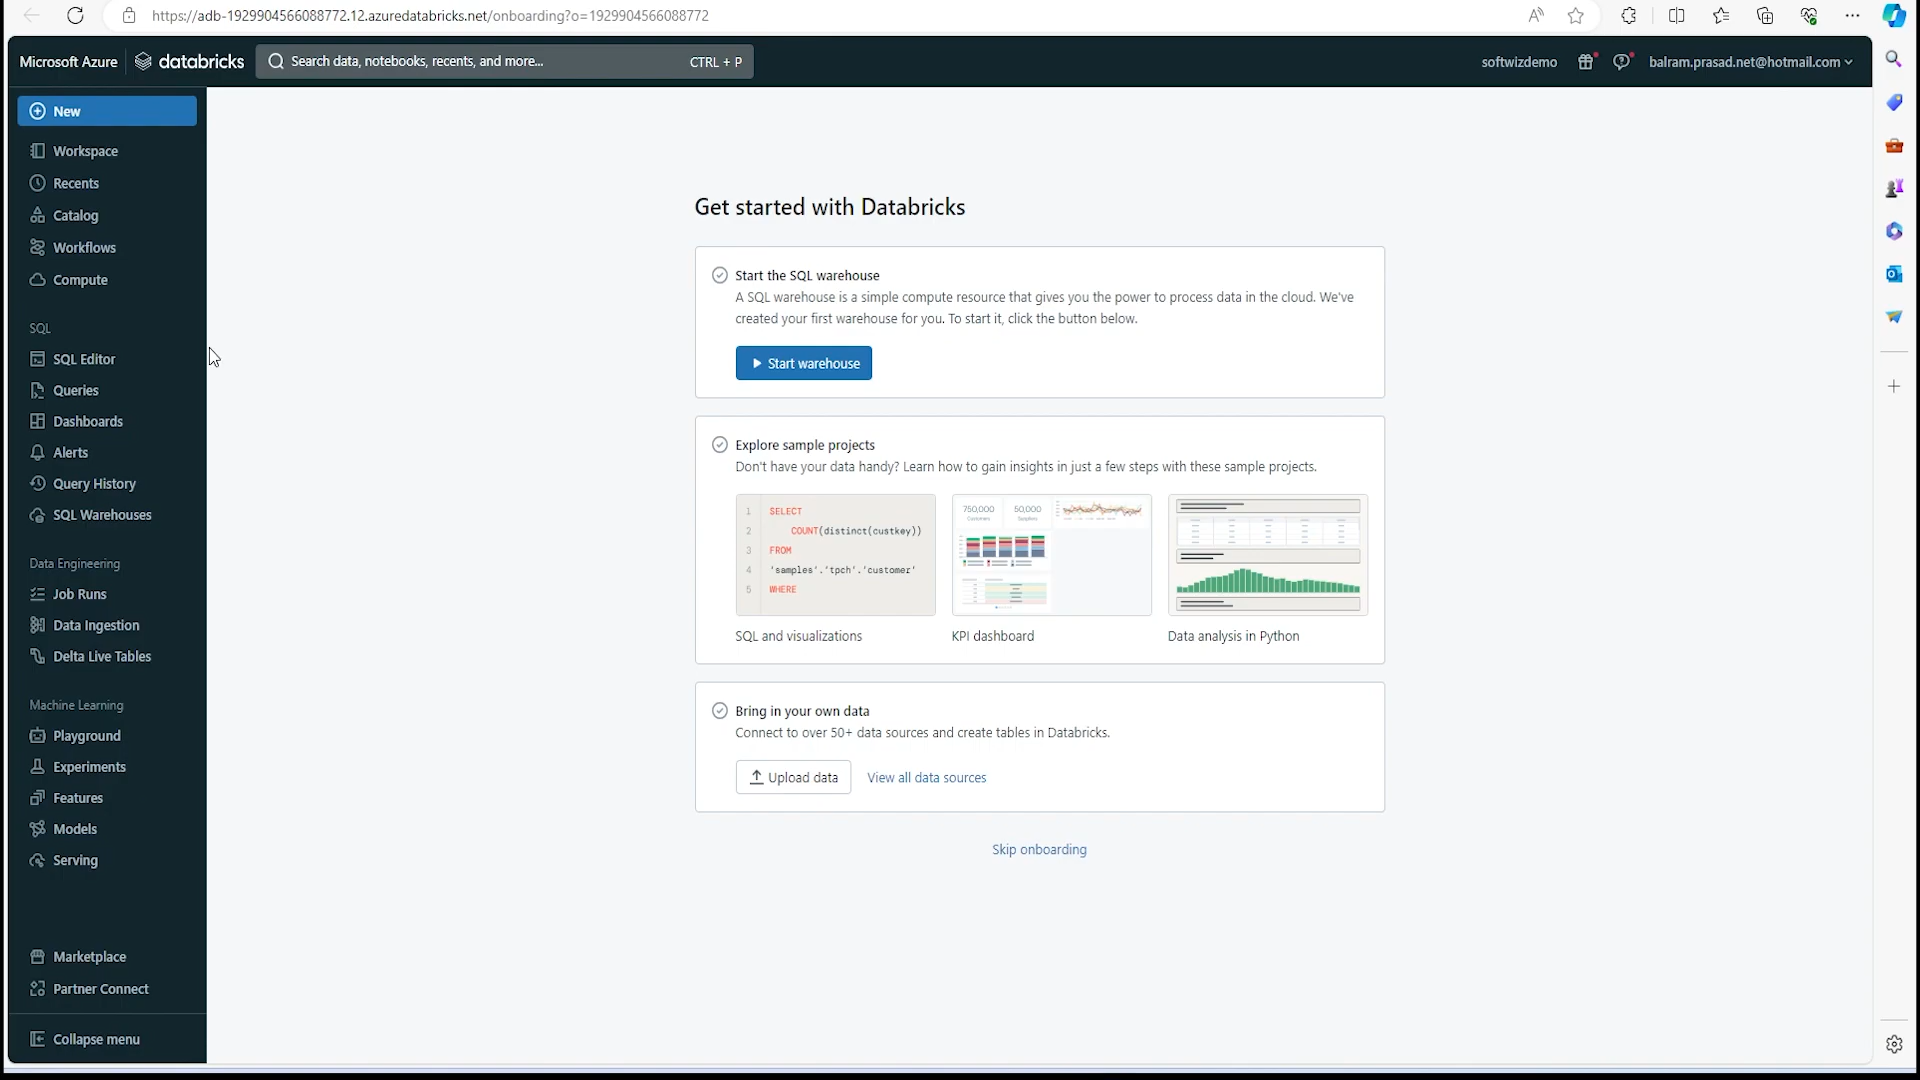 https://adb-1929904566088772.12.azuredatabricks.net/onboarding?o=1929904566088772
Microsoft Azure databricks Search data, notebooks, recents, and more... CTRL + P softwizdemo balram.prasad.net@hotmail.com
New
Workspace
Recents
Catalog
Workflows
Compute
SQL
SQL Editor
Queries
Dashboards
Alerts
Query History
SQL Warehouses
Data Engineering
Job Runs
Data Ingestion
Delta Live Tables
Machine Learning
Playground
Experiments
Features
Models
Serving
Marketplace
Partner Connect
Collapse menu
Get started with Databricks
Start the SQL warehouse
A SQL warehouse is a simple compute resource that gives you the power to process data in the cloud. We've
created your first warehouse for you. To start it, click the button below.
Start warehouse
Explore sample projects
Don't have your data handy? Learn how to gain insights in just a few steps with these sample projects.
1 SELECT
2 COUNT(distinct(custkey))
3 FROM
4 'samples'.'tpch'.'customer'
5 WHERE
SQL and visualizations
750,000 50,000
Customers Suppliers
KPI dashboard
Data analysis in Python
Bring in your own data
Connect to over 50+ data sources and create tables in Databricks.
Upload data View all data sources
Skip onboarding